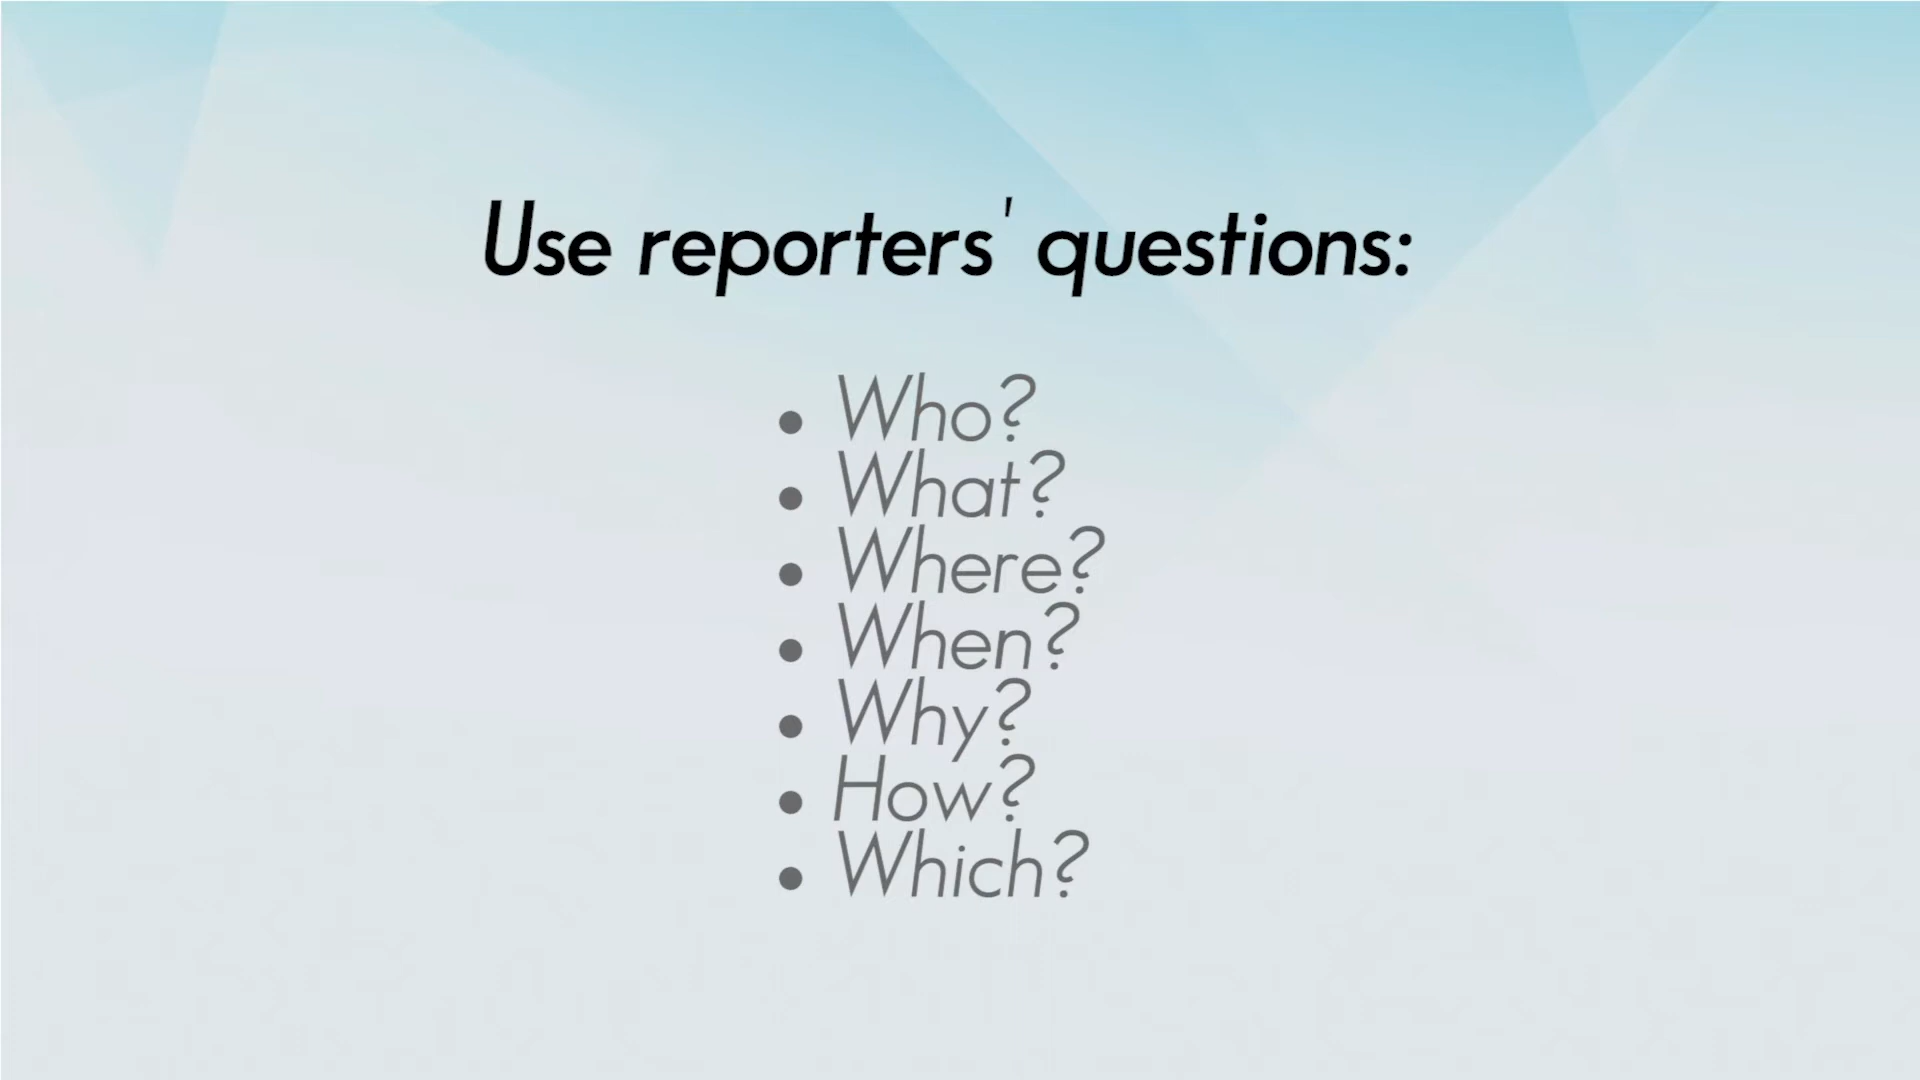 Use reporters' questions:
• Who?
• What?
• Where?
• When?
• Why?
• How?
• Which?